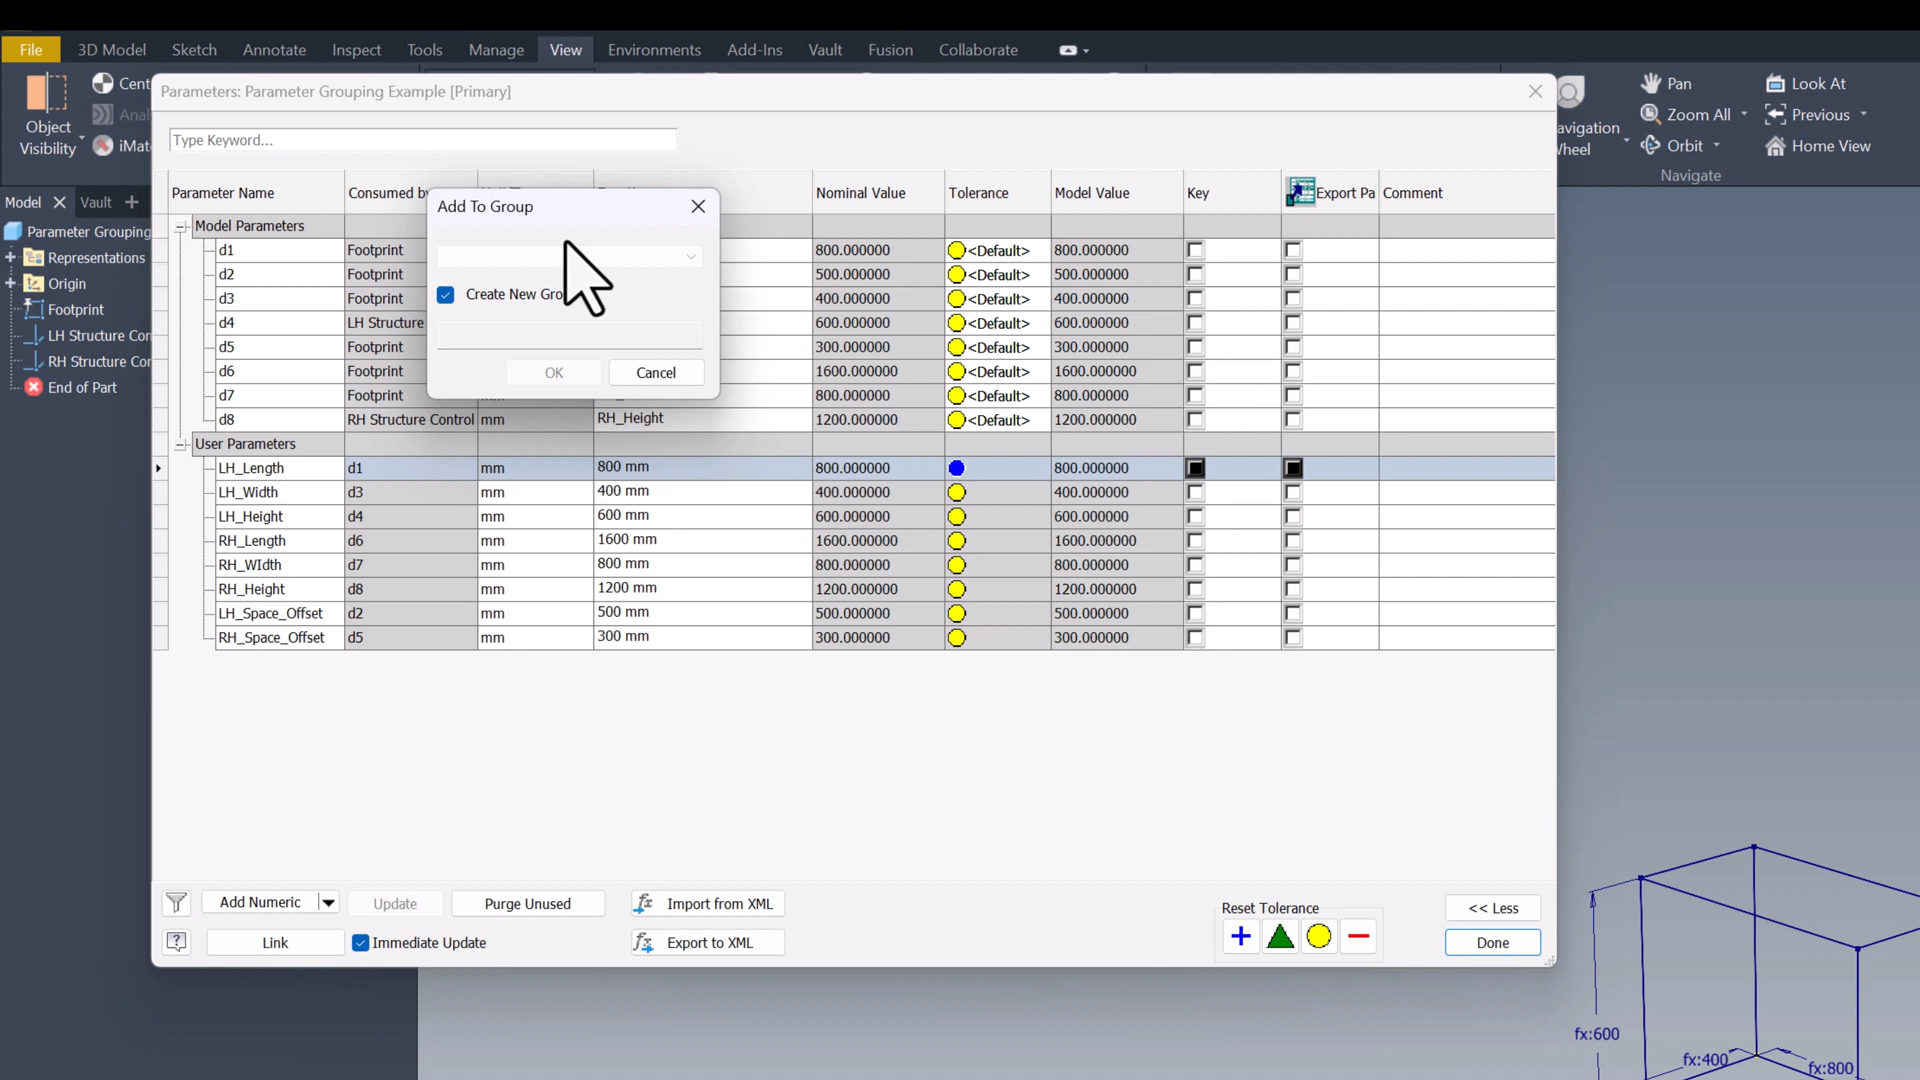 File 3D Model Sketch Annotate Inspect Tools Manage View Environments Add-Ins Vault Fusion Collaborate
Object
Visibility
Cent
Anal
iMat
avigation
heel
Pan
Zoom All
Orbit
Look At
Previous
Home View
Navigate
Parameters: Parameter Grouping Example [Primary]
Type Keyword...
Model Vault
Parameter Grouping
Representations
Origin
Footprint
LH Structure Con
RH Structure Cor
End of Part
Parameter Name Consumed by Nominal Value Tolerance Model Value Key Export Pa Comment
Model Parameters
d1 Footprint 800.000000 <Default> 800.000000
d2 Footprint 500.000000 <Default> 500.000000
d3 Footprint 400.000000 <Default> 400.000000
d4 LH Structure 600.000000 <Default> 600.000000
d5 Footprint 300.000000 <Default> 300.000000
d6 Footprint 1600.000000 <Default> 1600.000000
d7 Footprint 800.000000 <Default> 800.000000
d8 RH Structure Control mm RH_Height 1200.000000 <Default> 1200.000000
User Parameters
LH_Length d1 mm 800 mm 800.000000 800.000000
LH_Width d3 mm 400 mm 400.000000 400.000000
LH_Height d4 mm 600 mm 600.000000 600.000000
RH_Length d6 mm 1600 mm 1600.000000 1600.000000
RH_WIdth d7 mm 800 mm 800.000000 800.000000
RH_Height d8 mm 1200 mm 1200.000000 1200.000000
LH_Space_Offset d2 mm 500 mm 500.000000 500.000000
RH_Space_Offset d5 mm 300 mm 300.000000 300.000000
Add To Group
Create New Gro
OK Cancel
Add Numeric Update Purge Unused Import from XML
Link Immediate Update Export to XML
Reset Tolerance
<< Less
Done
fx:600
fx:400
fx:800